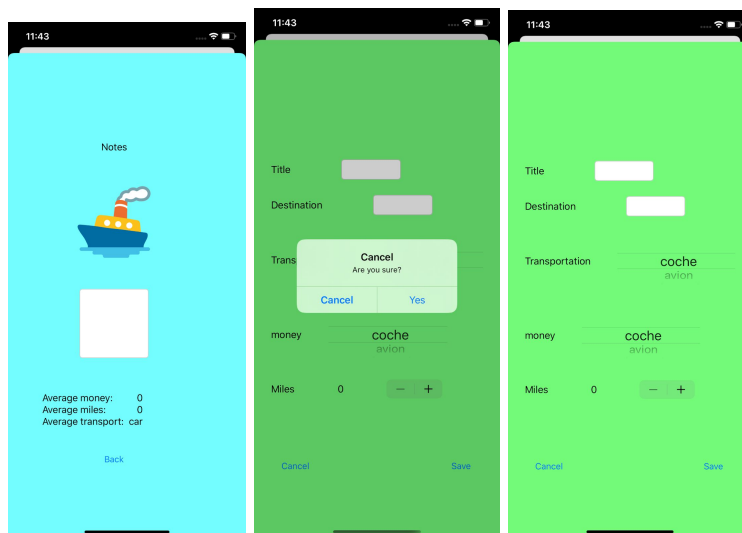 11:43
Notes
Average money: 0
Average miles: 0
Average transport: car
Back
11:43
Title
Destination
Trans
Cancel
Are you sure?
Cancel Yes
money coche
avion
Miles 0 − +
Cancel Save
11:43
Title
Destination
Transportation coche
avion
money coche
avion
Miles 0 − +
Cancel Save